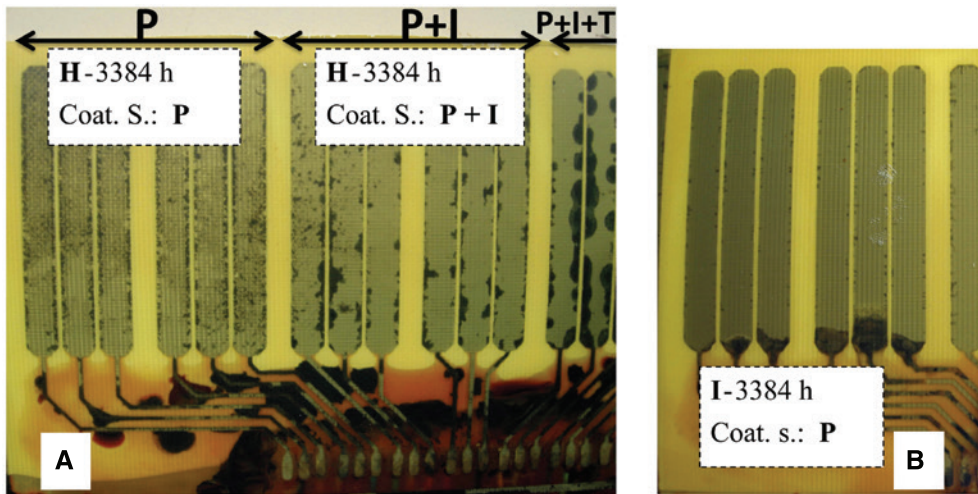 P
P+I
P+I+T
H-3384 h
Coat. S.: P
H-3384 h
Coat. S.: P + I
A
I-3384 h
Coat. s.: P
B